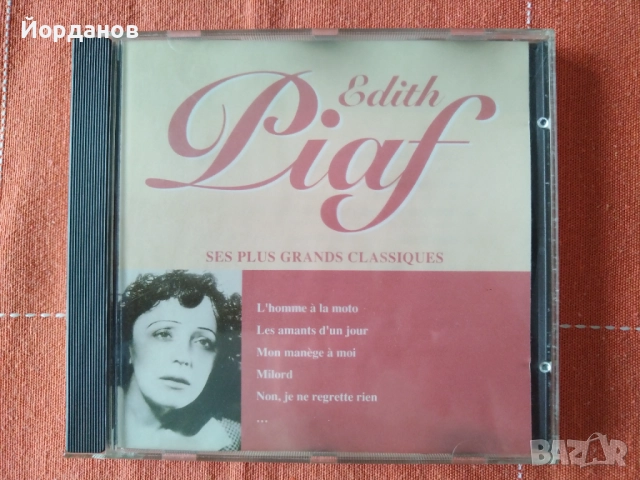 Йорданов
Edith
Piaf
SES PLUS GRANDS CLASSIQUES
L'homme à la moto
Les amants d'un jour
Mon manège à moi
Milord
Non, je ne regrette rien
...
BAZAR